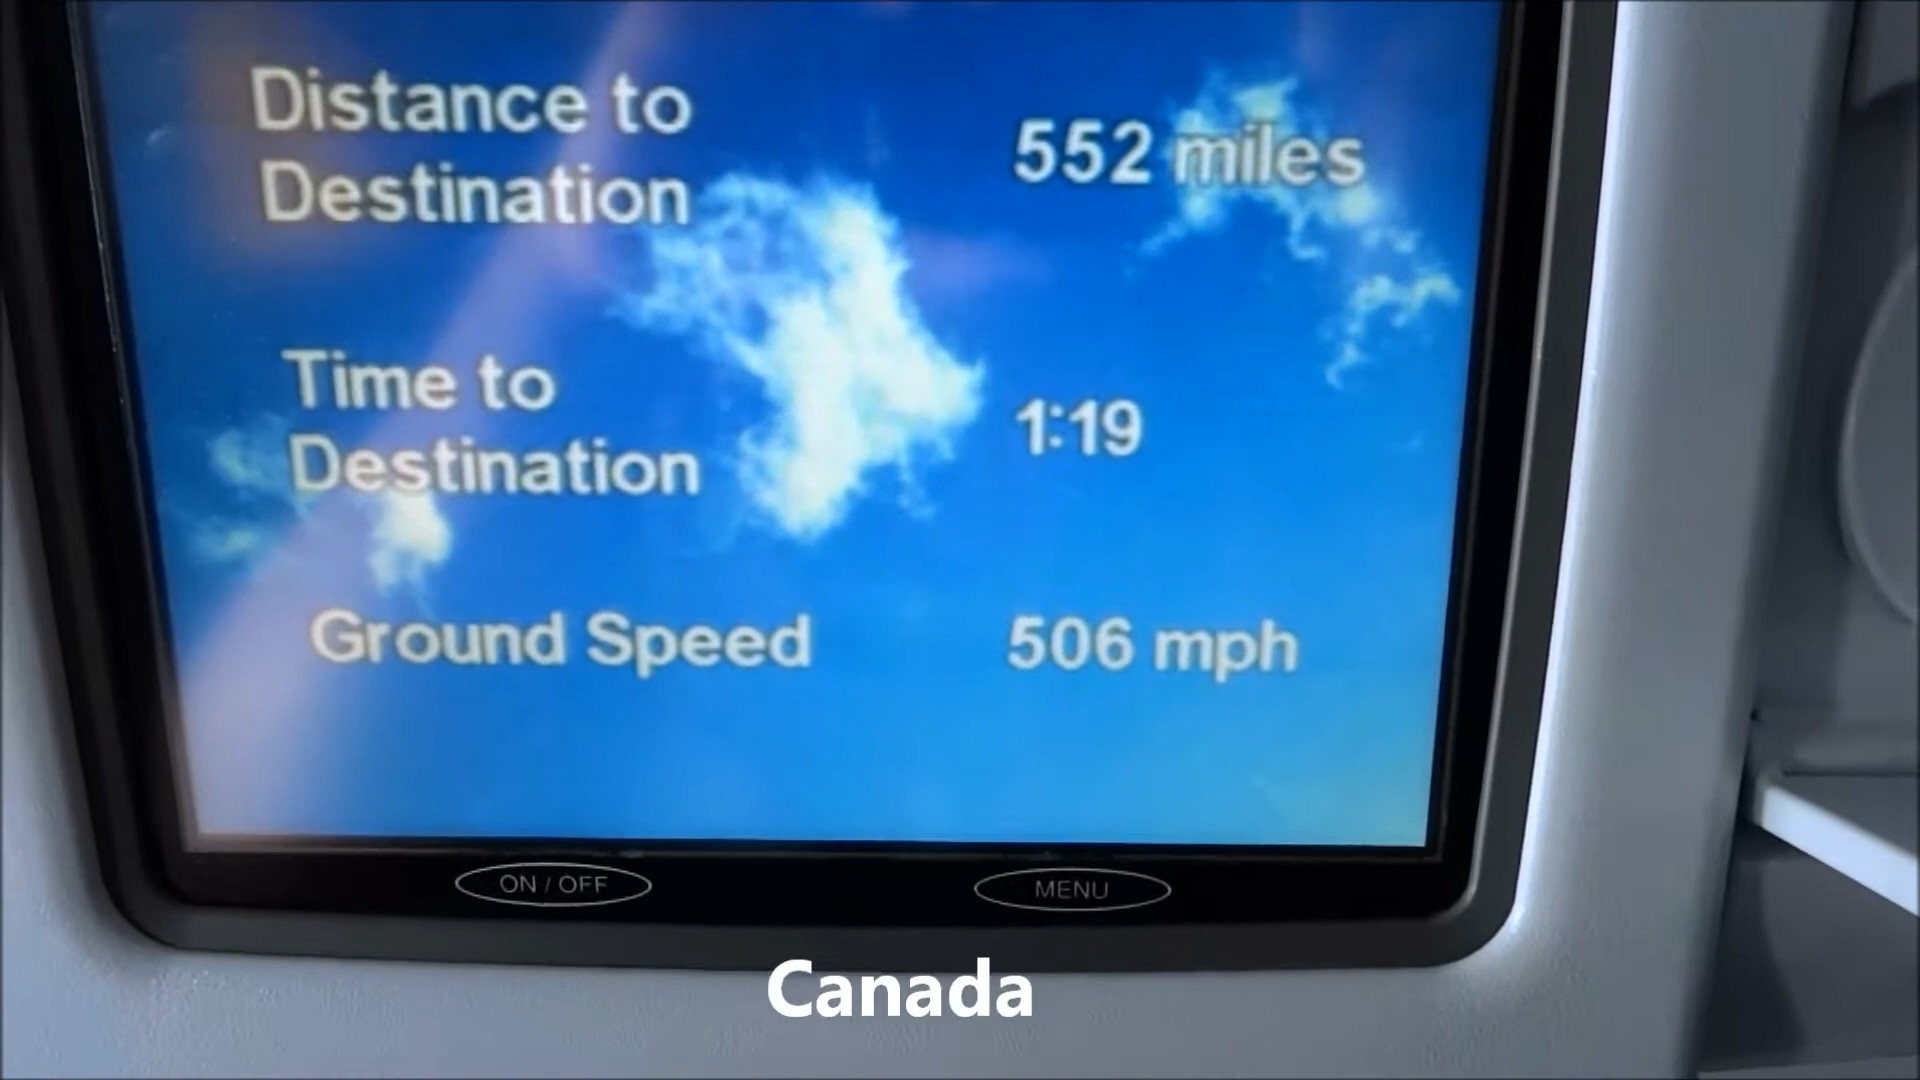 Distance to
Destination
552 miles
Time to
Destination
1:19
Ground Speed
506 mph
ON / OFF
MENU
Canada